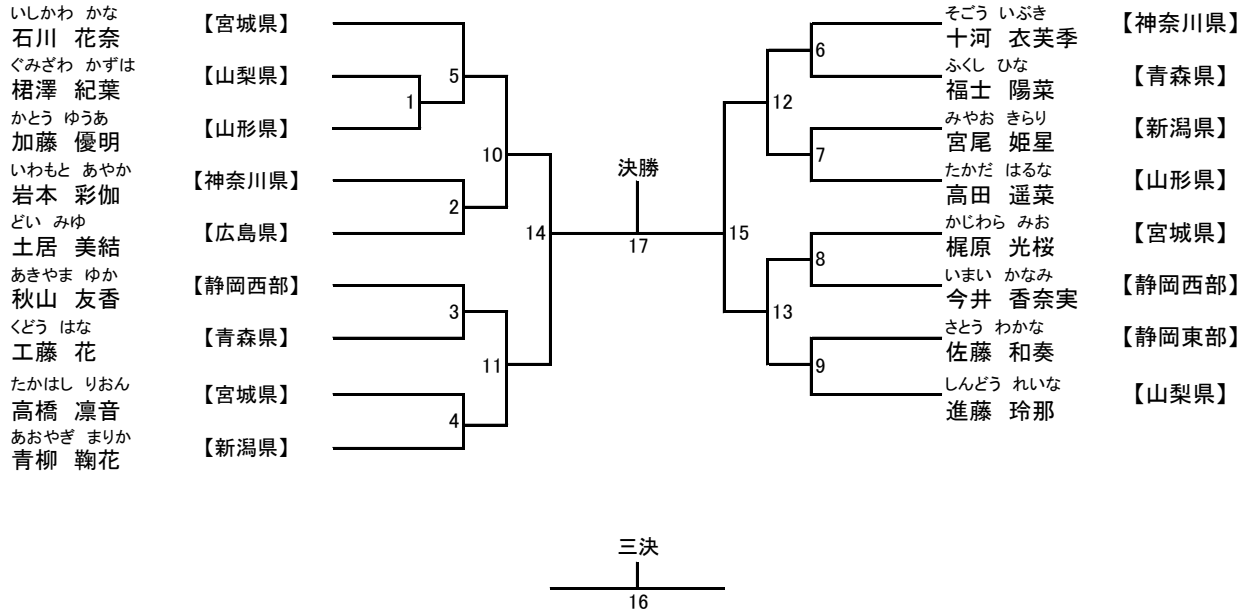 いしかわ かな
石川 花奈 【宮城県】
ぐみざわ かずは
桾澤 紀葉 【山梨県】
かとう ゆうあ
加藤 優明 【山形県】
いわもと あやか
岩本 彩伽 【神奈川県】
どい みゆ
土居 美結 【広島県】
あきやま ゆか
秋山 友香 【静岡西部】
くどう はな
工藤 花 【青森県】
たかはし りおん
高橋 凛音 【宮城県】
あおやぎ まりか
青柳 鞠花 【新潟県】
1
5
2
10
3
4
11
14
決勝
17
15
12
6
7
13
8
9
そごう いぶき
十河 衣芙季 【神奈川県】
ふくし ひな
福士 陽菜 【青森県】
みやお きらり
宮尾 姫星 【新潟県】
たかだ はるな
高田 遥菜 【山形県】
かじわら みお
梶原 光桜 【宮城県】
いまい かなみ
今井 香奈実 【静岡西部】
さとう わかな
佐藤 和奏 【静岡東部】
しんどう れいな
進藤 玲那 【山梨県】
三決
16